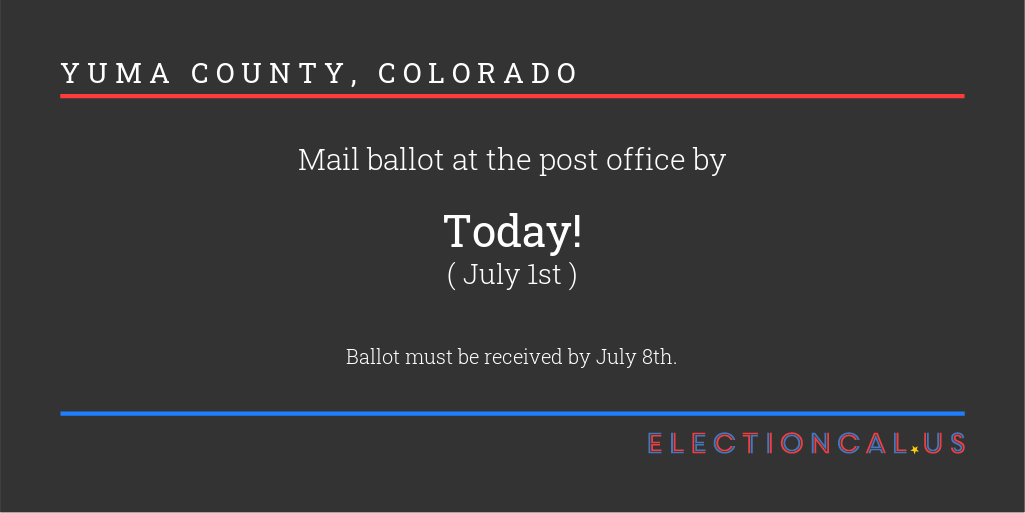 YUMA COUNTY, COLORADO
Mail ballot at the post office by
Today!
( July 1st )
Ballot must be received by July 8th.
ELECTIONCAL.US